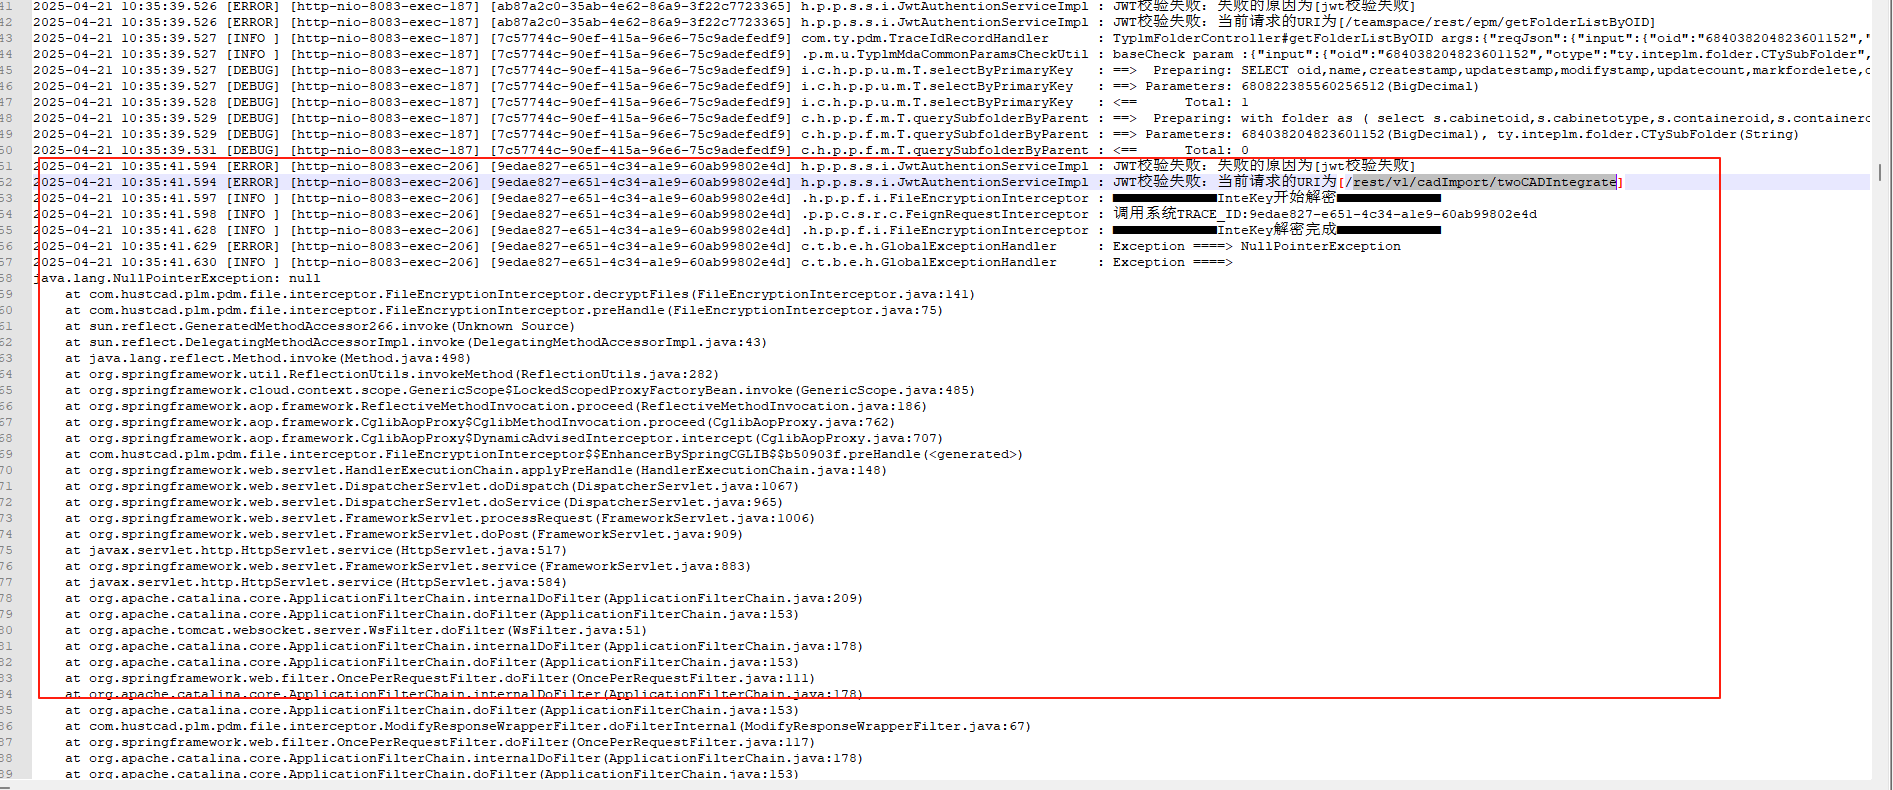 41 2025-04-21 10:35:39.526 [ERROR] [http-nio-8083-exec-187] [ab87a2c0-35ab-4e62-86a9-3f22c7723365] h.p.p.s.s.i.JwtAuthentionServiceImpl : JWT校验失败：失败的原因为[jwt校验失败]
42 2025-04-21 10:35:39.526 [ERROR] [http-nio-8083-exec-187] [ab87a2c0-35ab-4e62-86a9-3f22c7723365] h.p.p.s.s.i.JwtAuthentionServiceImpl : JWT校验失败：当前请求的URI为[/teamspace/rest/epm/getFolderListByOID]
43 2025-04-21 10:35:39.527 [INFO ] [http-nio-8083-exec-187] [7c57744c-90ef-415a-96e6-75c9adefedf9] com.ty.pdm.TraceIdRecordHandler : TyplmFolderController#getFolderListByOID args:{"reqJson":{"input":{"oid":"684038204823601152","
44 2025-04-21 10:35:39.527 [INFO ] [http-nio-8083-exec-187] [7c57744c-90ef-415a-96e6-75c9adefedf9] .p.m.u.TyplmMdaCommonParamsCheckUtil : baseCheck param :{"input":{"oid":"684038204823601152","otype":"ty.inteplm.folder.CTySubFolder",
45 2025-04-21 10:35:39.527 [DEBUG] [http-nio-8083-exec-187] [7c57744c-90ef-415a-96e6-75c9adefedf9] i.c.h.p.p.u.m.T.selectByPrimaryKey : ==> Preparing: SELECT oid,name,createstamp,updatestamp,modifystamp,updatecount,markfordelete,c
46 2025-04-21 10:35:39.527 [DEBUG] [http-nio-8083-exec-187] [7c57744c-90ef-415a-96e6-75c9adefedf9] i.c.h.p.p.u.m.T.selectByPrimaryKey : ==> Parameters: 680822385560256512(BigDecimal)
47 2025-04-21 10:35:39.528 [DEBUG] [http-nio-8083-exec-187] [7c57744c-90ef-415a-96e6-75c9adefedf9] i.c.h.p.p.u.m.T.selectByPrimaryKey : <== Total: 1
48 2025-04-21 10:35:39.529 [DEBUG] [http-nio-8083-exec-187] [7c57744c-90ef-415a-96e6-75c9adefedf9] c.h.p.p.f.m.T.querySubfolderByParent : ==> Preparing: with folder as ( select s.cabinetoid,s.cabinetotype,s.containeroid,s.containerc
49 2025-04-21 10:35:39.529 [DEBUG] [http-nio-8083-exec-187] [7c57744c-90ef-415a-96e6-75c9adefedf9] c.h.p.p.f.m.T.querySubfolderByParent : ==> Parameters: 684038204823601152(BigDecimal), ty.inteplm.folder.CTySubFolder(String)
50 2025-04-21 10:35:39.531 [DEBUG] [http-nio-8083-exec-187] [7c57744c-90ef-415a-96e6-75c9adefedf9] c.h.p.p.f.m.T.querySubfolderByParent : <== Total: 0
51 2025-04-21 10:35:41.594 [ERROR] [http-nio-8083-exec-206] [9edae827-e651-4c34-a1e9-60ab99802e4d] h.p.p.s.s.i.JwtAuthentionServiceImpl : JWT校验失败：失败的原因为[jwt校验失败]
52 2025-04-21 10:35:41.594 [ERROR] [http-nio-8083-exec-206] [9edae827-e651-4c34-a1e9-60ab99802e4d] h.p.p.s.s.i.JwtAuthentionServiceImpl : JWT校验失败：当前请求的URI为[/rest/v1/cadImport/twoCADIntegrate]
53 2025-04-21 10:35:41.597 [INFO ] [http-nio-8083-exec-206] [9edae827-e651-4c34-a1e9-60ab99802e4d] .h.p.p.f.i.FileEncryptionInterceptor : ■■■■■■■■■■■■■InteKey开始解密■■■■■■■■■■■■■
54 2025-04-21 10:35:41.598 [INFO ] [http-nio-8083-exec-206] [9edae827-e651-4c34-a1e9-60ab99802e4d] .p.p.c.s.r.c.FeignRequestInterceptor : 调用系统TRACE_ID:9edae827-e651-4c34-a1e9-60ab99802e4d
55 2025-04-21 10:35:41.628 [INFO ] [http-nio-8083-exec-206] [9edae827-e651-4c34-a1e9-60ab99802e4d] .h.p.p.f.i.FileEncryptionInterceptor : ■■■■■■■■■■■■■InteKey解密完成■■■■■■■■■■■■■
56 2025-04-21 10:35:41.629 [ERROR] [http-nio-8083-exec-206] [9edae827-e651-4c34-a1e9-60ab99802e4d] c.t.b.e.h.GlobalExceptionHandler : Exception ====> NullPointerException
57 2025-04-21 10:35:41.630 [INFO ] [http-nio-8083-exec-206] [9edae827-e651-4c34-a1e9-60ab99802e4d] c.t.b.e.h.GlobalExceptionHandler : Exception ====>
58 java.lang.NullPointerException: null
59 at com.hustcad.plm.pdm.file.interceptor.FileEncryptionInterceptor.decryptFiles(FileEncryptionInterceptor.java:141)
60 at com.hustcad.plm.pdm.file.interceptor.FileEncryptionInterceptor.preHandle(FileEncryptionInterceptor.java:75)
61 at sun.reflect.GeneratedMethodAccessor266.invoke(Unknown Source)
62 at sun.reflect.DelegatingMethodAccessorImpl.invoke(DelegatingMethodAccessorImpl.java:43)
63 at java.lang.reflect.Method.invoke(Method.java:498)
64 at org.springframework.util.ReflectionUtils.invokeMethod(ReflectionUtils.java:282)
65 at org.springframework.cloud.context.scope.GenericScope$LockedScopedProxyFactoryBean.invoke(GenericScope.java:485)
66 at org.springframework.aop.framework.ReflectiveMethodInvocation.proceed(ReflectiveMethodInvocation.java:186)
67 at org.springframework.aop.framework.CglibAopProxy$CglibMethodInvocation.proceed(CglibAopProxy.java:762)
68 at org.springframework.aop.framework.CglibAopProxy$DynamicAdvisedInterceptor.intercept(CglibAopProxy.java:707)
69 at com.hustcad.plm.pdm.file.interceptor.FileEncryptionInterceptor$$EnhancerBySpringCGLIB$$b50903f.preHandle(<generated>)
70 at org.springframework.web.servlet.HandlerExecutionChain.applyPreHandle(HandlerExecutionChain.java:148)
71 at org.springframework.web.servlet.DispatcherServlet.doDispatch(DispatcherServlet.java:1067)
72 at org.springframework.web.servlet.DispatcherServlet.doService(DispatcherServlet.java:965)
73 at org.springframework.web.servlet.FrameworkServlet.processRequest(FrameworkServlet.java:1006)
74 at org.springframework.web.servlet.FrameworkServlet.doPost(FrameworkServlet.java:909)
75 at javax.servlet.http.HttpServlet.service(HttpServlet.java:517)
76 at org.springframework.web.servlet.FrameworkServlet.service(FrameworkServlet.java:883)
77 at javax.servlet.http.HttpServlet.service(HttpServlet.java:584)
78 at org.apache.catalina.core.ApplicationFilterChain.internalDoFilter(ApplicationFilterChain.java:209)
79 at org.apache.catalina.core.ApplicationFilterChain.doFilter(ApplicationFilterChain.java:153)
80 at org.apache.tomcat.websocket.server.WsFilter.doFilter(WsFilter.java:51)
81 at org.apache.catalina.core.ApplicationFilterChain.internalDoFilter(ApplicationFilterChain.java:178)
82 at org.apache.catalina.core.ApplicationFilterChain.doFilter(ApplicationFilterChain.java:153)
83 at org.springframework.web.filter.OncePerRequestFilter.doFilter(OncePerRequestFilter.java:111)
84 at org.apache.catalina.core.ApplicationFilterChain.internalDoFilter(ApplicationFilterChain.java:178)
85 at org.apache.catalina.core.ApplicationFilterChain.doFilter(ApplicationFilterChain.java:153)
86 at com.hustcad.plm.pdm.file.interceptor.ModifyResponseWrapperFilter.doFilterInternal(ModifyResponseWrapperFilter.java:67)
87 at org.springframework.web.filter.OncePerRequestFilter.doFilter(OncePerRequestFilter.java:117)
88 at org.apache.catalina.core.ApplicationFilterChain.internalDoFilter(ApplicationFilterChain.java:178)
89 at org.apache.catalina.core.ApplicationFilterChain.doFilter(ApplicationFilterChain.java:153)